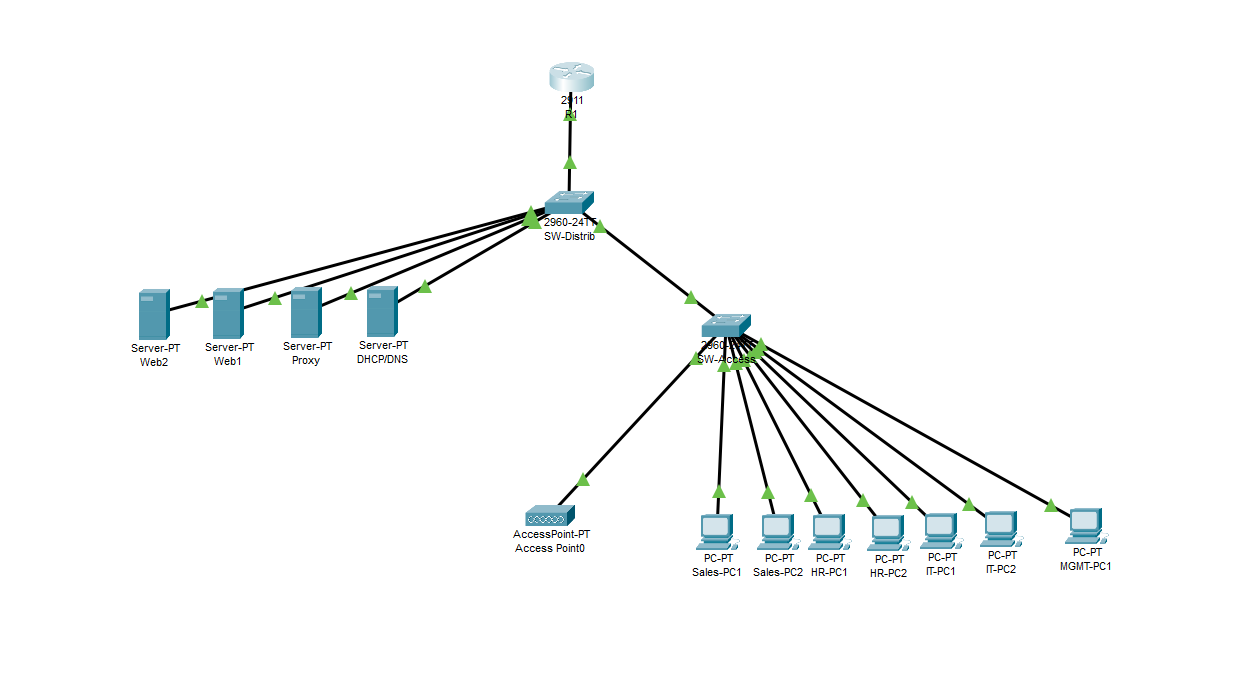 2911
R1
2960-24TT
SW-Distrib
Server-PT
Web2
Server-PT
Web1
Server-PT
Proxy
Server-PT
DHCP/DNS
SW-Access
AccessPoint-PT
Access Point0
PC-PT
Sales-PC1
PC-PT
Sales-PC2
PC-PT
HR-PC1
PC-PT
HR-PC2
PC-PT
IT-PC1
PC-PT
IT-PC2
PC-PT
MGMT-PC1